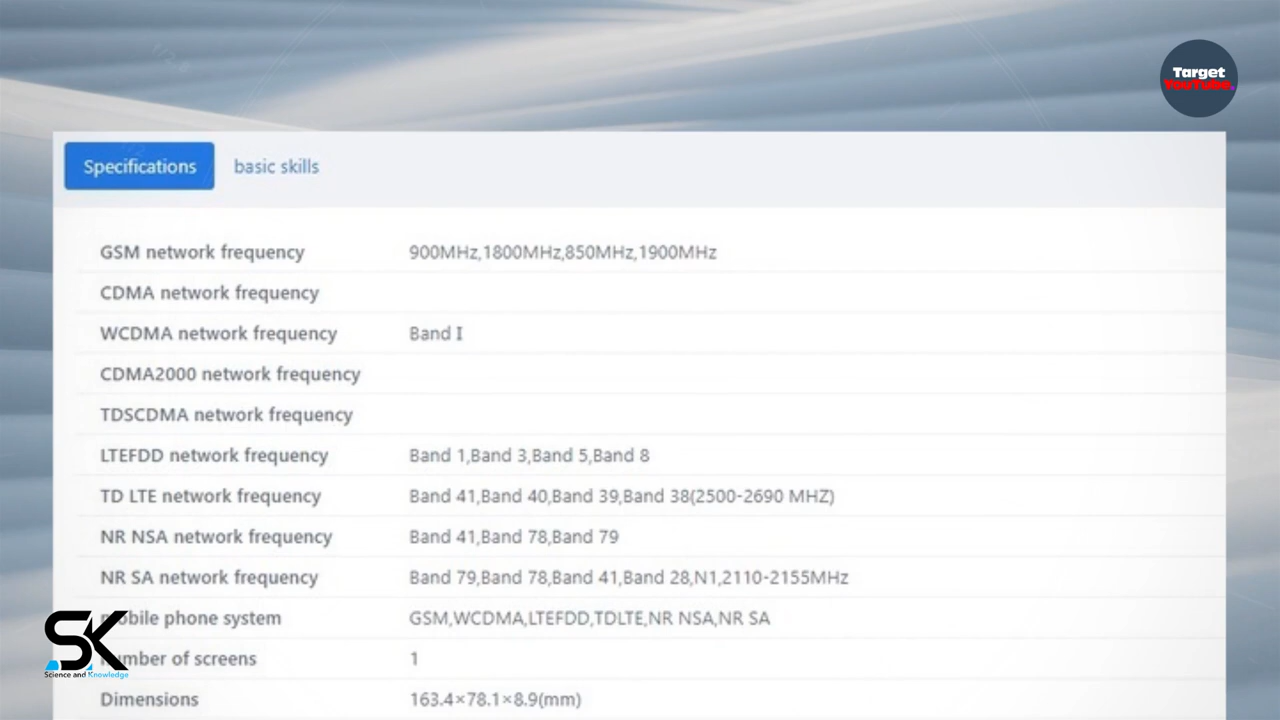 Target
YouTube.
Specifications basic skills
GSM network frequency 900MHz,1800MHz,850MHz,1900MHz
CDMA network frequency
WCDMA network frequency Band I
CDMA2000 network frequency
TDSCDMA network frequency
LTEFDD network frequency Band 1,Band 3,Band 5,Band 8
TD LTE network frequency Band 41,Band 40,Band 39,Band 38(2500-2690 MHZ)
NR NSA network frequency Band 41,Band 78,Band 79
NR SA network frequency Band 79,Band 78,Band 41,Band 28,N1,2110-2155MHz
mobile phone system GSM,WCDMA,LTEFDD,TDLTE,NR NSA,NR SA
number of screens 1
Dimensions 163.4×78.1×8.9(mm)
SK
Science and Knowledge